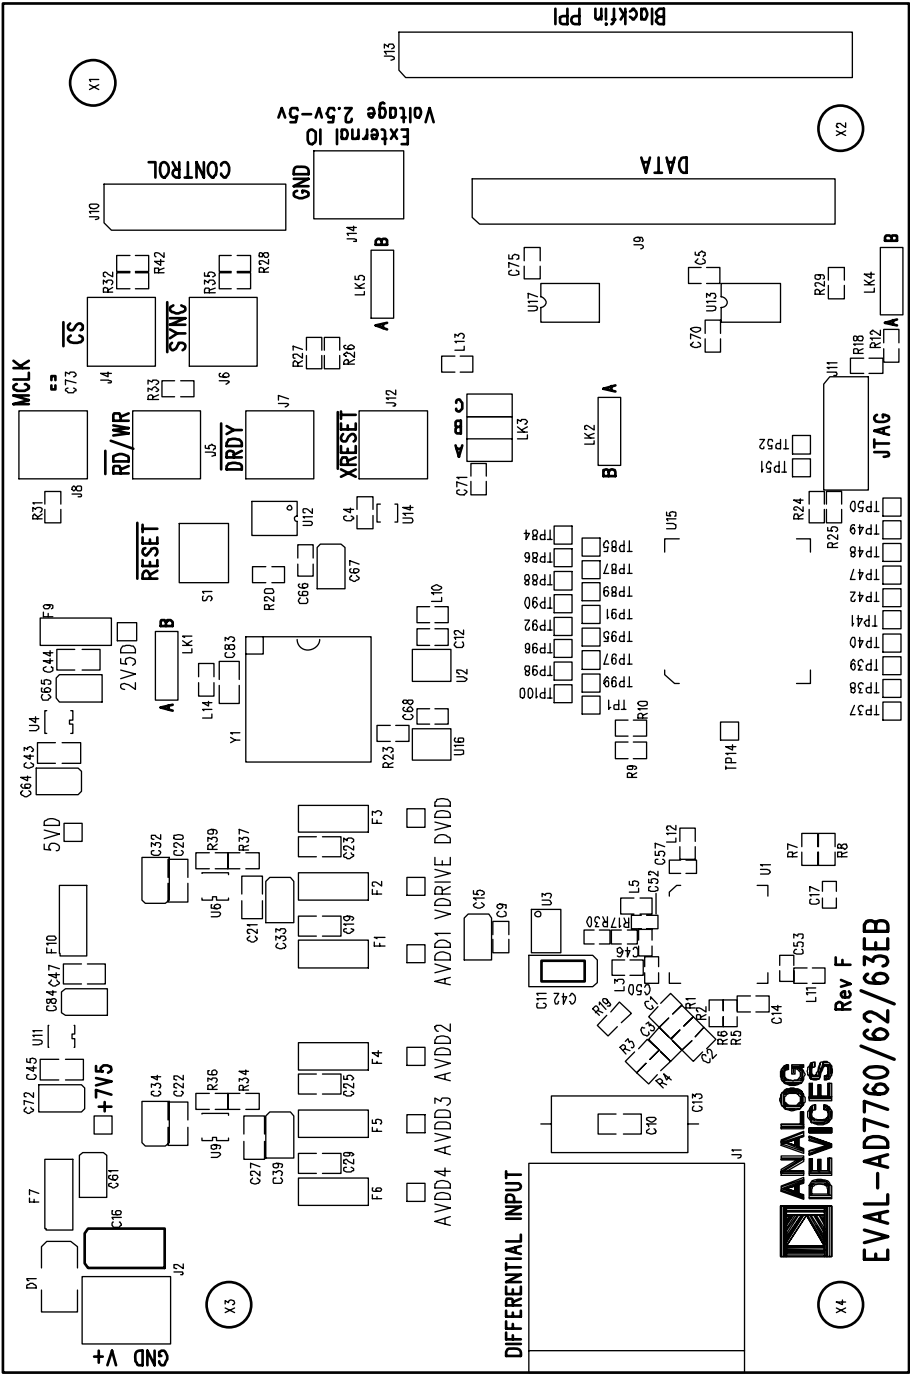 Blackfin PPI
J13
X1
X2
External IO
Voltage 2.5v-5v
CONTROL
GND
DATA
J10
J14
J9
R32
R42
R35
R28
B
LK5
A
C75
C5
R29
B
LK4
A
CS
SYNC
U17
U13
C70
MCLK
C73
J4
R33
J6
R27
R26
L13
R18
R12
J11
RD/WR
DRDY
XRESET
J7
J12
J5
J8
C
B
A
LK3
A
LK2
B
TP52
TP51
JTAG
C71
R31
U12
C4
U14
R24
R25
RESET
S1
R20
C66
C67
U15
TP84
TP86
TP88
TP90
TP92
TP96
TP98
TP100
TP85
TP87
TP89
TP91
TP95
TP97
TP99
TP1
TP50
TP49
TP48
TP47
TP42
TP41
TP40
TP39
TP38
TP37
F9
C44
C65
2V5D
B
LK1
A
L14
C83
L10
C12
U2
U4
C43
C64
Y1
C68
R23
U16
R10
R9
TP14
5VD
C32
C20
R39
R37
U6
C21
C33
F3
C23
F2
C19
F1
AVDD1 VDRIVE DVDD
C15
C9
U3
L12
C57
U1
R7
R8
C17
L5
C52
R17
R30
C46
L3
C50
C11
C42
C53
L11
F10
C47
C84
U11
C45
C72
+7V5
C34
C22
R36
R34
U9
C27
C39
F4
C25
F5
C29
F6
AVDD4 AVDD3 AVDD2
R19
C1
R1
R2
C3
R3
R4
C2
R6
R5
C14
C13
C10
J1
F7
C61
C16
D1
J2
X3
X4
GND V+
DIFFERENTIAL INPUT
ANALOG
DEVICES
Rev F
EVAL-AD7760/62/63EB